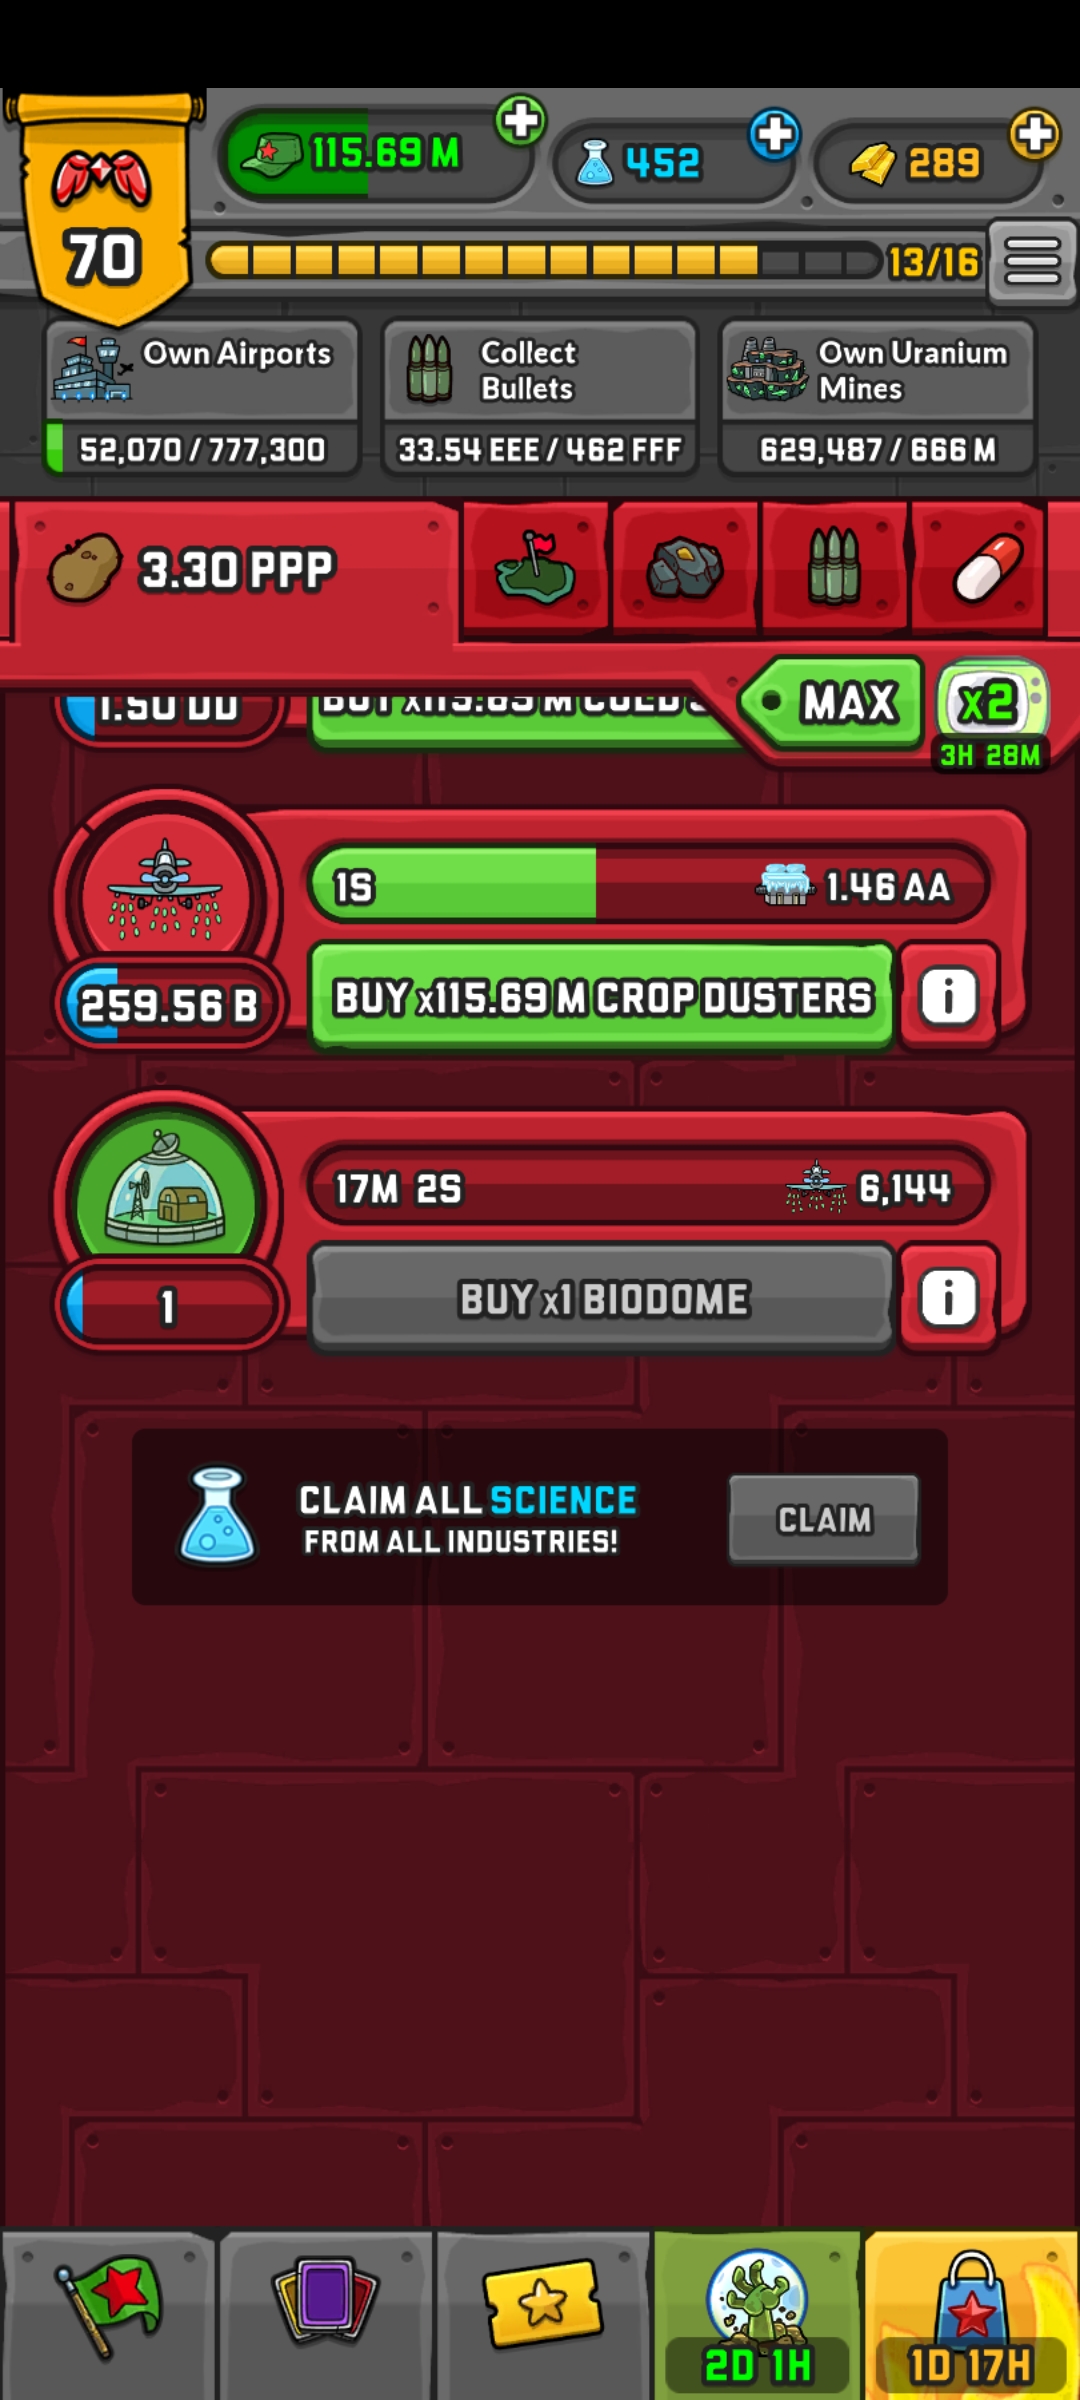 115.69 M
452
289
70
13/16
Own Airports
52,070 / 777,300
Collect
Bullets
33.54 EEE / 462 FFF
Own Uranium
Mines
629,487 / 666 M
3.30 PPP
MAX
x2
3H 28M
1S
1.46 AA
259.56 B
BUY x115.69 M CROP DUSTERS
i
17M 2S
6,144
1
BUY x1 BIODOME
i
CLAIM ALL SCIENCE
FROM ALL INDUSTRIES!
CLAIM
2D 1H
1D 17H